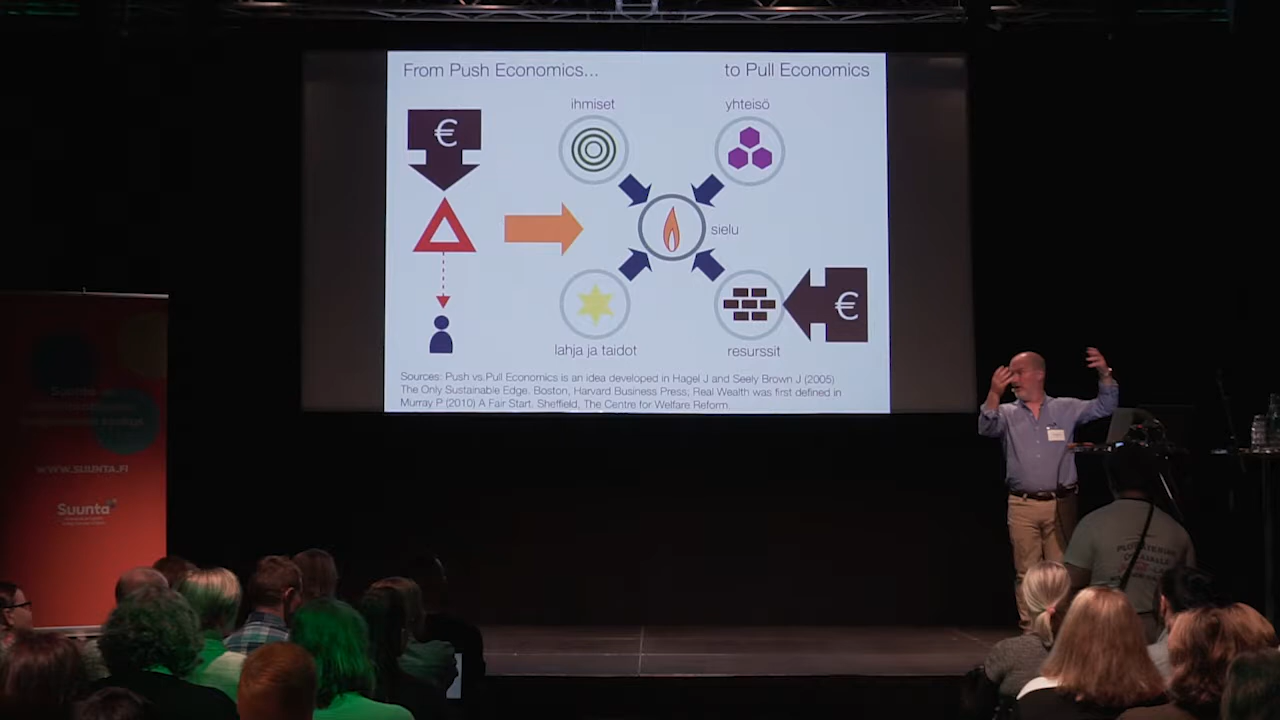 From Push Economics...
to Pull Economics
ihmiset
yhteisö
€
sielu
€
lahja ja taidot
resurssit
Sources: Push vs.Pull Economics is an idea developed in Hagel J and Seely Brown J (2005)
The Only Sustainable Edge. Boston, Harvard Business Press; Real Wealth was first defined in
Murray P (2010) A Fair Start. Sheffield, The Centre for Welfare Reform
WWW.SUUNTA.FI
Suunta